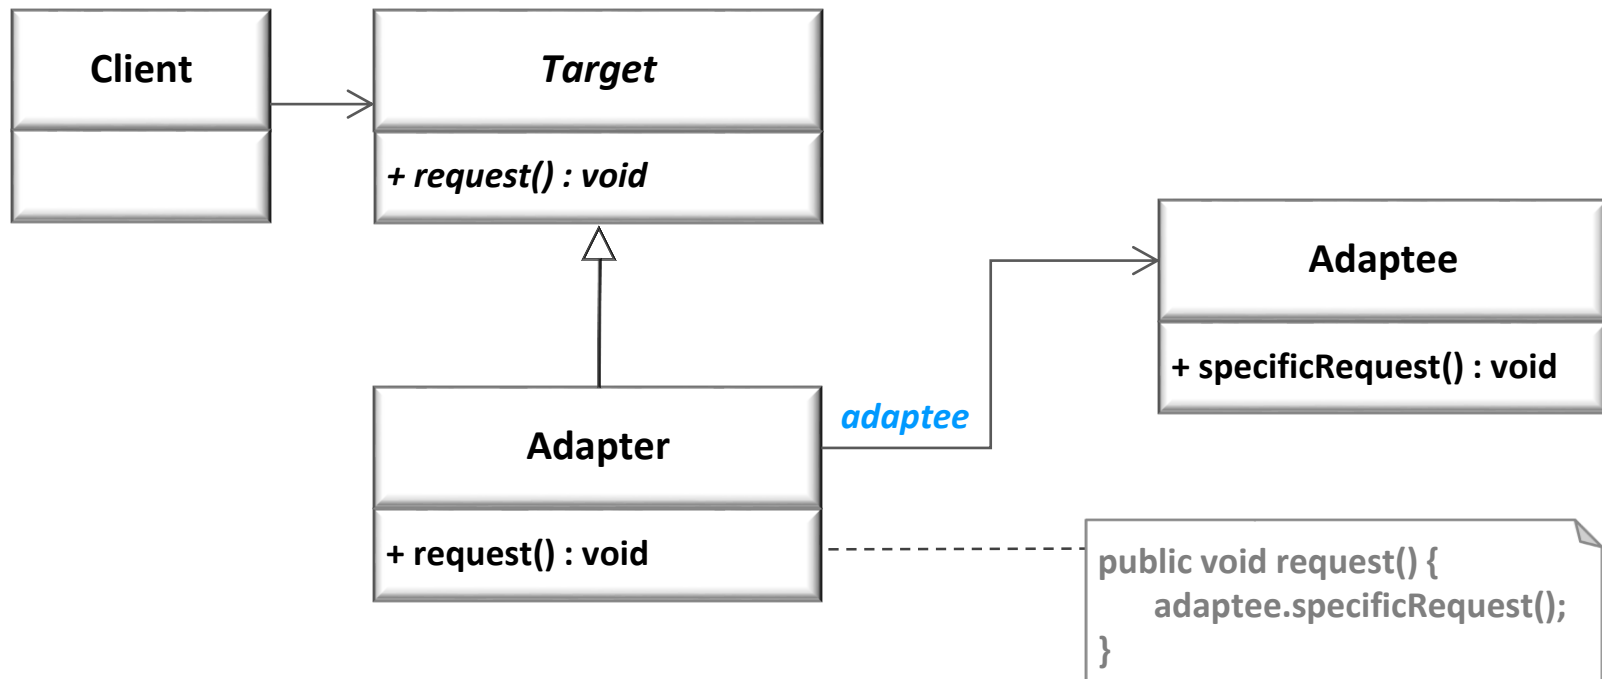 Client
Target
+ request() : void
Adaptee
+ specificRequest() : void
adaptee
Adapter
+ request() : void
public void request() {
adaptee.specificRequest();
}